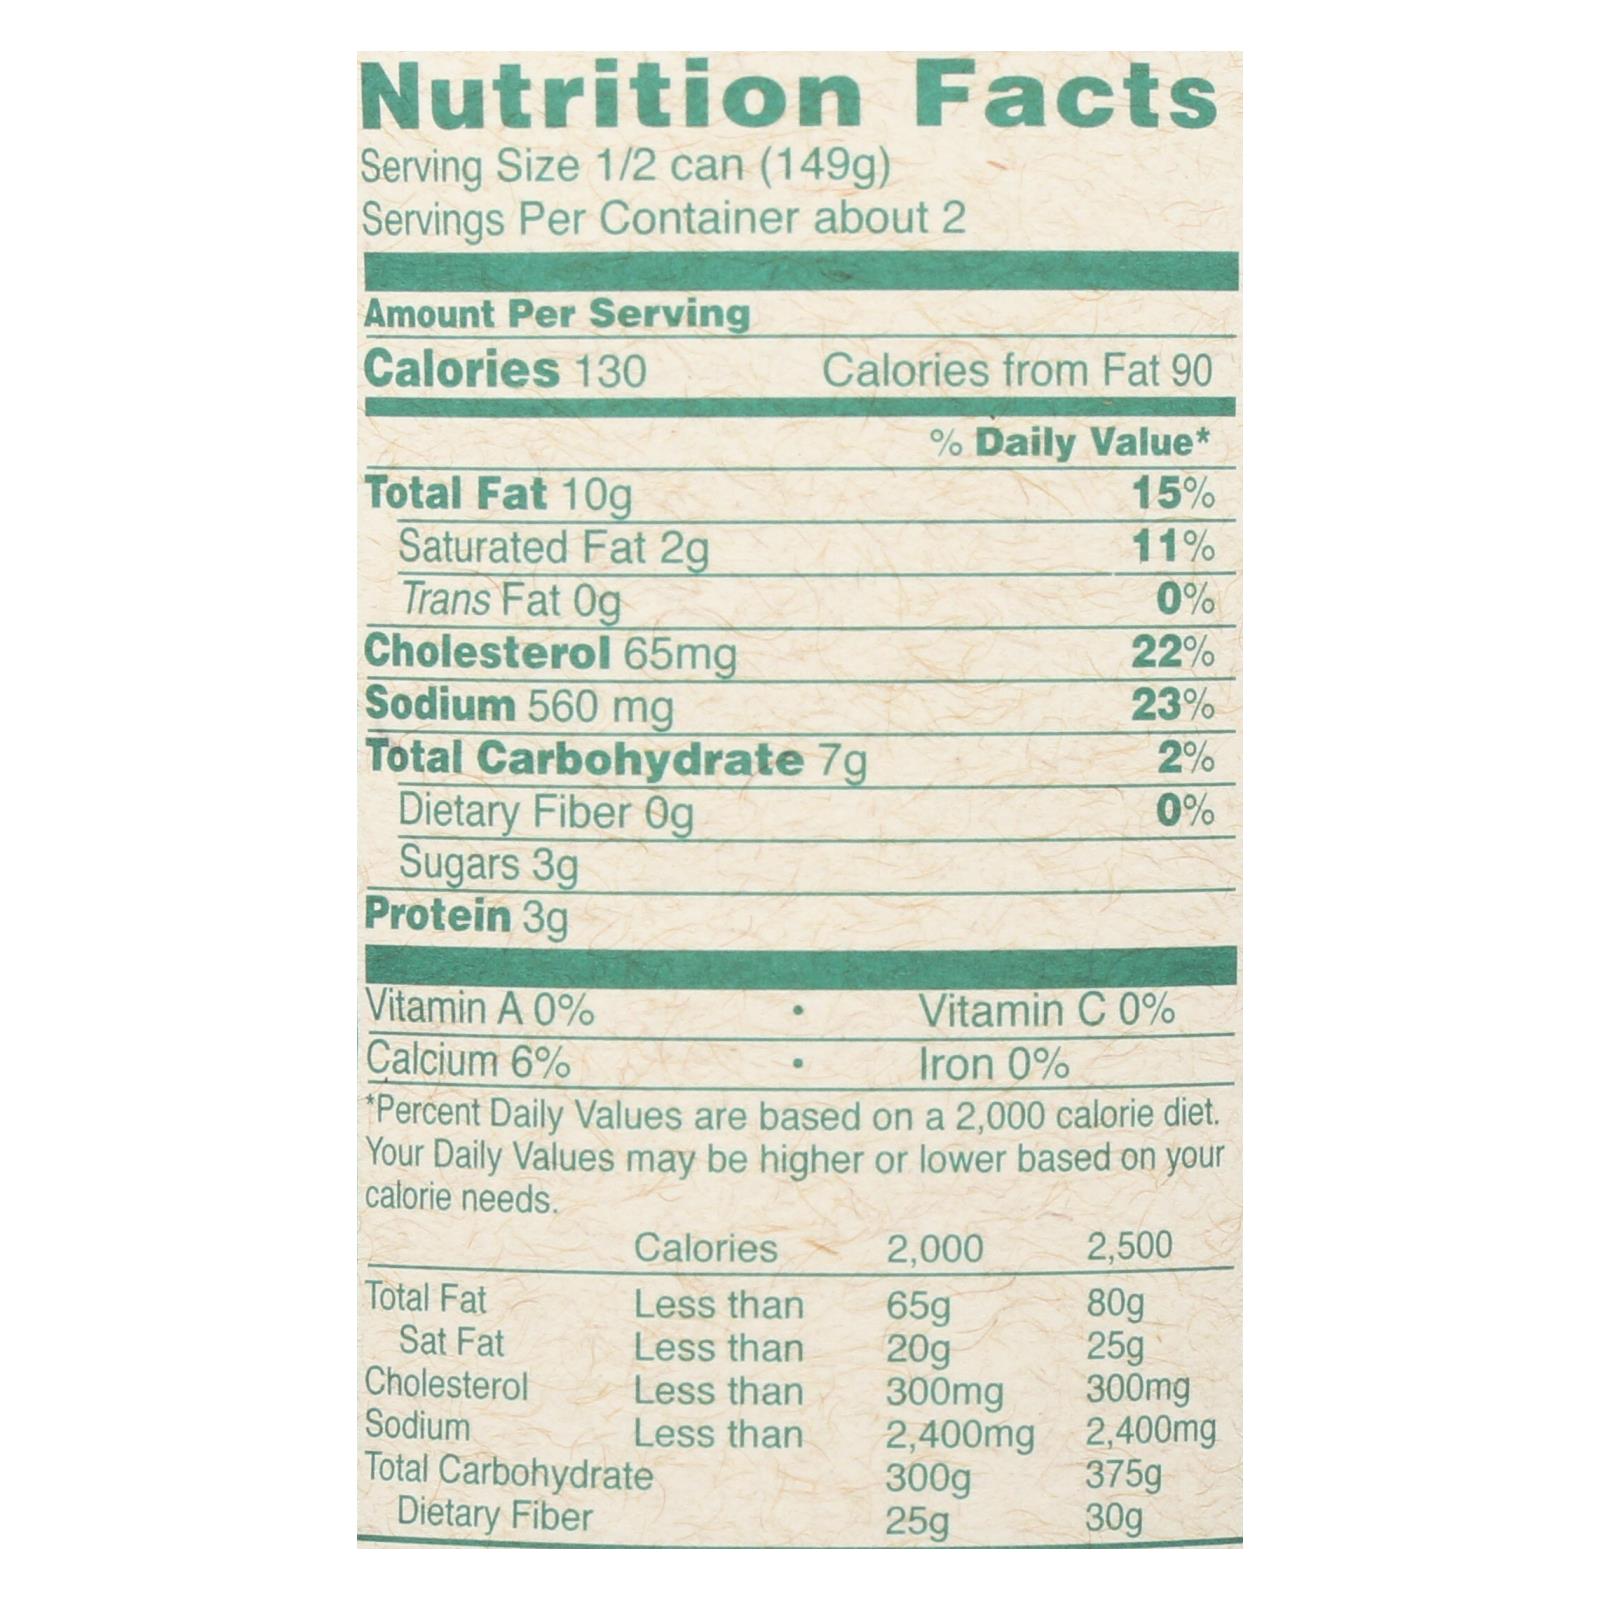 Nutrition Facts
Serving Size 1/2 can (149g)
Servings Per Container about 2
Amount Per Serving
Calories 130 Calories from Fat 90
% Daily Value*
Total Fat 10g 15%
Saturated Fat 2g 11%
Trans Fat 0g 0%
Cholesterol 65mg 22%
Sodium 560 mg 23%
Total Carbohydrate 7g 2%
Dietary Fiber 0g 0%
Sugars 3g
Protein 3g
Vitamin A 0% • Vitamin C 0%
Calcium 6% • Iron 0%
*Percent Daily Values are based on a 2,000 calorie diet.
Your Daily Values may be higher or lower based on your
calorie needs.
Calories 2,000 2,500
Total Fat Less than 65g 80g
Sat Fat Less than 20g 25g
Cholesterol Less than 300mg 300mg
Sodium Less than 2,400mg 2,400mg
Total Carbohydrate 300g 375g
Dietary Fiber 25g 30g